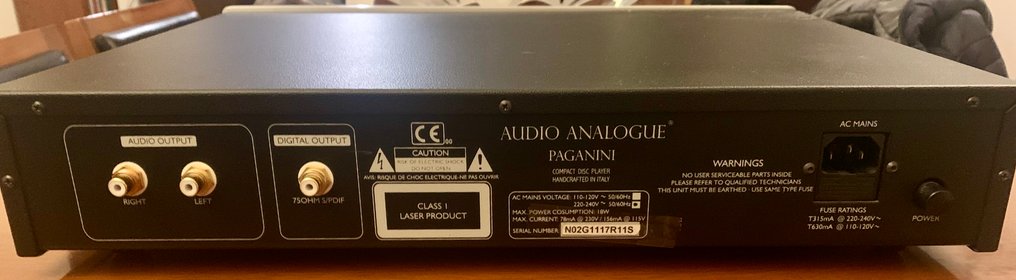 AUDIO OUTPUT
RIGHT
LEFT
DIGITAL OUTPUT
75OHM S/PDIF
CE 00
CAUTION
RISK OF ELECTRIC SHOCK
DO NOT OPEN
AVIS: RISQUE DE CHOC ELECTRIQUE-NE PAS OUVRIR
CLASS 1
LASER PRODUCT
AUDIO ANALOGUE®
PAGANINI
COMPACT DISC PLAYER
HANDCRAFTED IN ITALY
AC MAINS VOLTAGE: 110-120V ~ 50/60Hz
220-240V ~ 50/60Hz
MAX. POWER COSUMPTION: 18W
MAX. CURRENT: 78mA @ 230V / 156mA @ 115V
SERIAL NUMBER N02G1117R11S
WARNINGS
NO USER SERVICEABLE PARTS INSIDE
PLEASE REFER TO QUALIFIED TECHNICIANS
THIS UNIT MUST BE EARTHED - USE SAME TYPE FUSE
AC MAINS
FUSE RATINGS
T315mA @ 220-240V~
T630mA @ 110-120V~
POWER